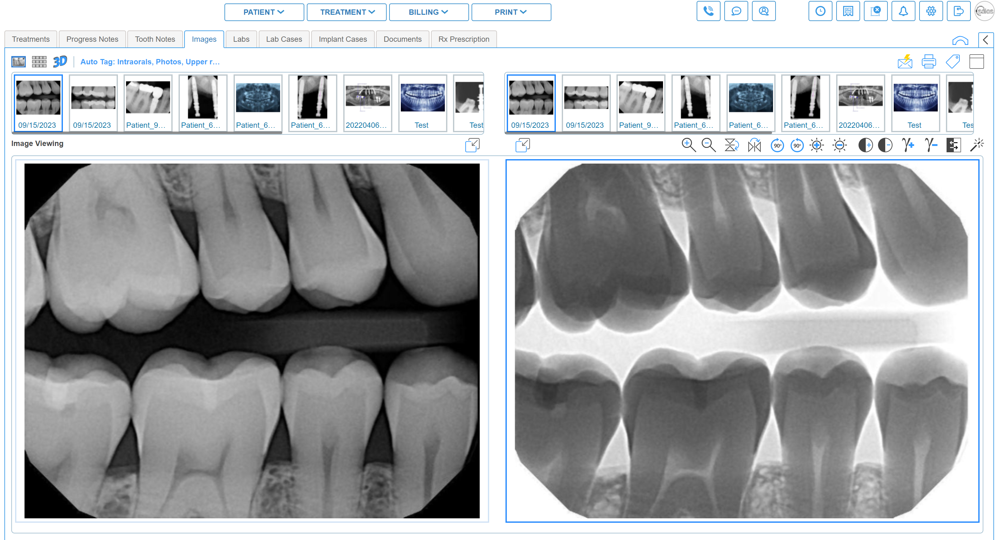 PATIENT TREATMENT BILLING PRINT
sales
Treatments Progress Notes Tooth Notes Images Labs Lab Cases Implant Cases Documents Rx Prescription
3D Auto Tag: Intraorals, Photos, Upper r...
09/15/2023 09/15/2023 Patient_9... Patient_6... Patient_6... Patient_6... 20220406... Test Test
09/15/2023 09/15/2023 Patient_9... Patient_6... Patient_6... Patient_6... 20220406... Test Tes
Image Viewing
90° 90° γ+ γ-